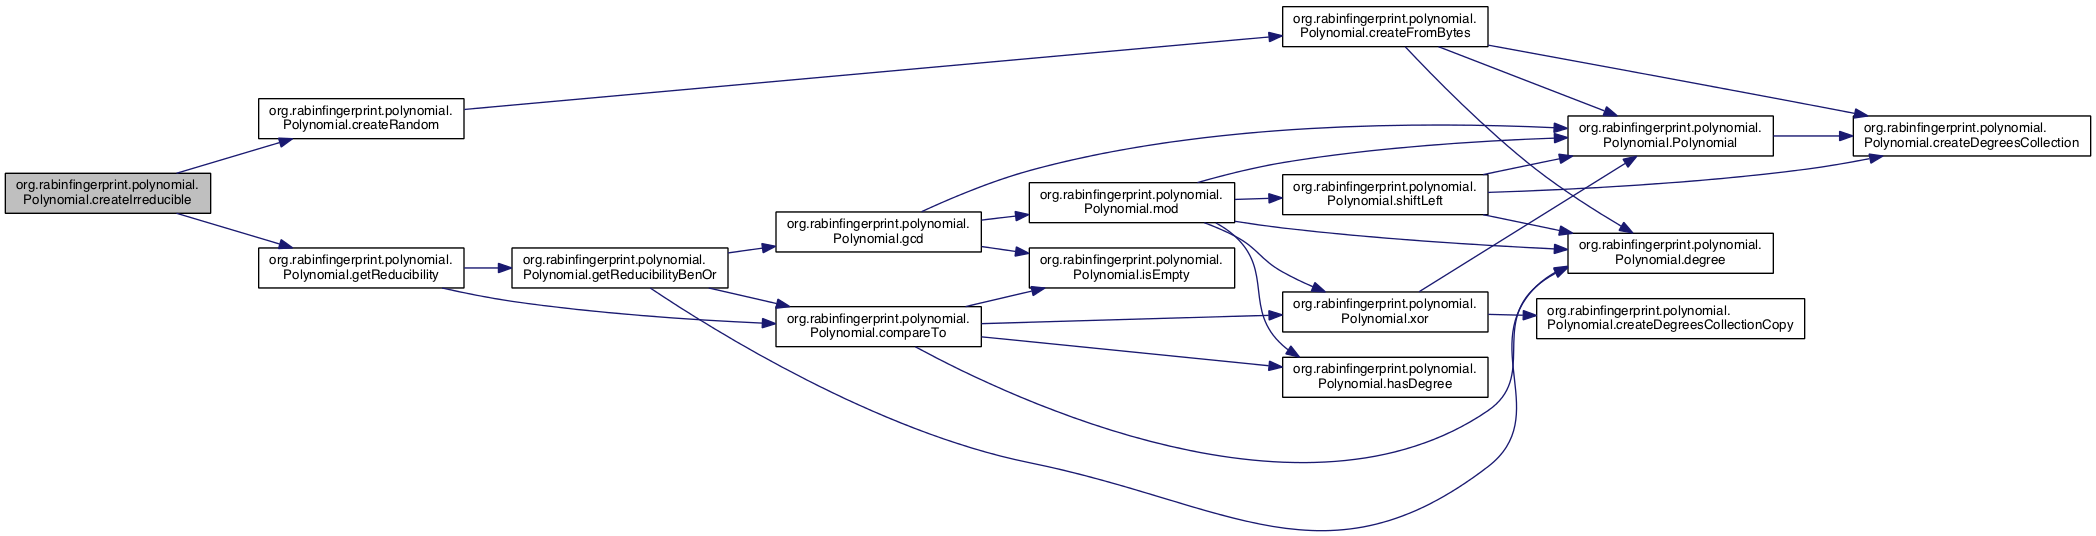 org.rabinfingerprint.polynomial.
Polynomial.createIrreducible
org.rabinfingerprint.polynomial.
Polynomial.createRandom
org.rabinfingerprint.polynomial.
Polynomial.getReducibility
org.rabinfingerprint.polynomial.
Polynomial.getReducibilityBenOr
org.rabinfingerprint.polynomial.
Polynomial.gcd
org.rabinfingerprint.polynomial.
Polynomial.compareTo
org.rabinfingerprint.polynomial.
Polynomial.mod
org.rabinfingerprint.polynomial.
Polynomial.isEmpty
org.rabinfingerprint.polynomial.
Polynomial.createFromBytes
org.rabinfingerprint.polynomial.
Polynomial.shiftLeft
org.rabinfingerprint.polynomial.
Polynomial.xor
org.rabinfingerprint.polynomial.
Polynomial.hasDegree
org.rabinfingerprint.polynomial.
Polynomial.Polynomial
org.rabinfingerprint.polynomial.
Polynomial.degree
org.rabinfingerprint.polynomial.
Polynomial.createDegreesCollectionCopy
org.rabinfingerprint.polynomial.
Polynomial.createDegreesCollection